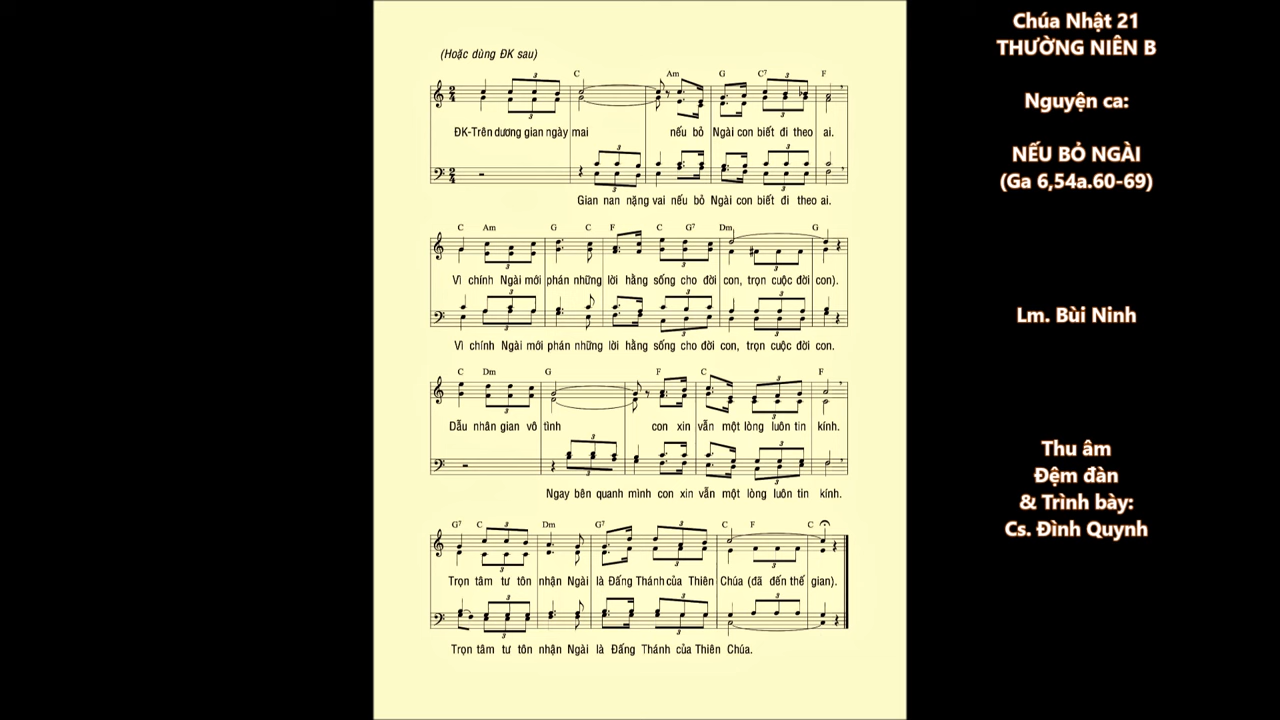 (Hoặc dùng ĐK sau)
C Am G C7 F
3 3 3
2 4
ĐK-Trên dương gian ngày mai nếu bỏ Ngài con biết đi theo ai.
Gian nan nặng vai nếu bỏ Ngài con biết đi theo ai.
C Am G C F C G7 Dm G
Vì chính Ngài mới phán những lời hằng sống cho đời con, trọn cuộc đời con).
Vì chính Ngài mới phán những lời hằng sống cho đời con, trọn cuộc đời con.
C Dm G F C F
Dẫu nhân gian vô tình con xin vẫn một lòng luôn tin kính.
Ngay bên quanh mình con xin vẫn một lòng luôn tin kính.
G7 C Dm G7 C F C
Trọn tâm tư tôn nhận Ngài là Đấng Thánh của Thiên Chúa (đã đến thế gian).
Trọn tâm tư tôn nhận Ngài là Đấng Thánh của Thiên Chúa.
Chúa Nhật 21
THƯỜNG NIÊN B
Nguyện ca:
NẾU BỎ NGÀI
(Ga 6,54a.60-69)
Lm. Bùi Ninh
Thu âm
Đệm đàn
& Trình bày:
Cs. Đình Quynh